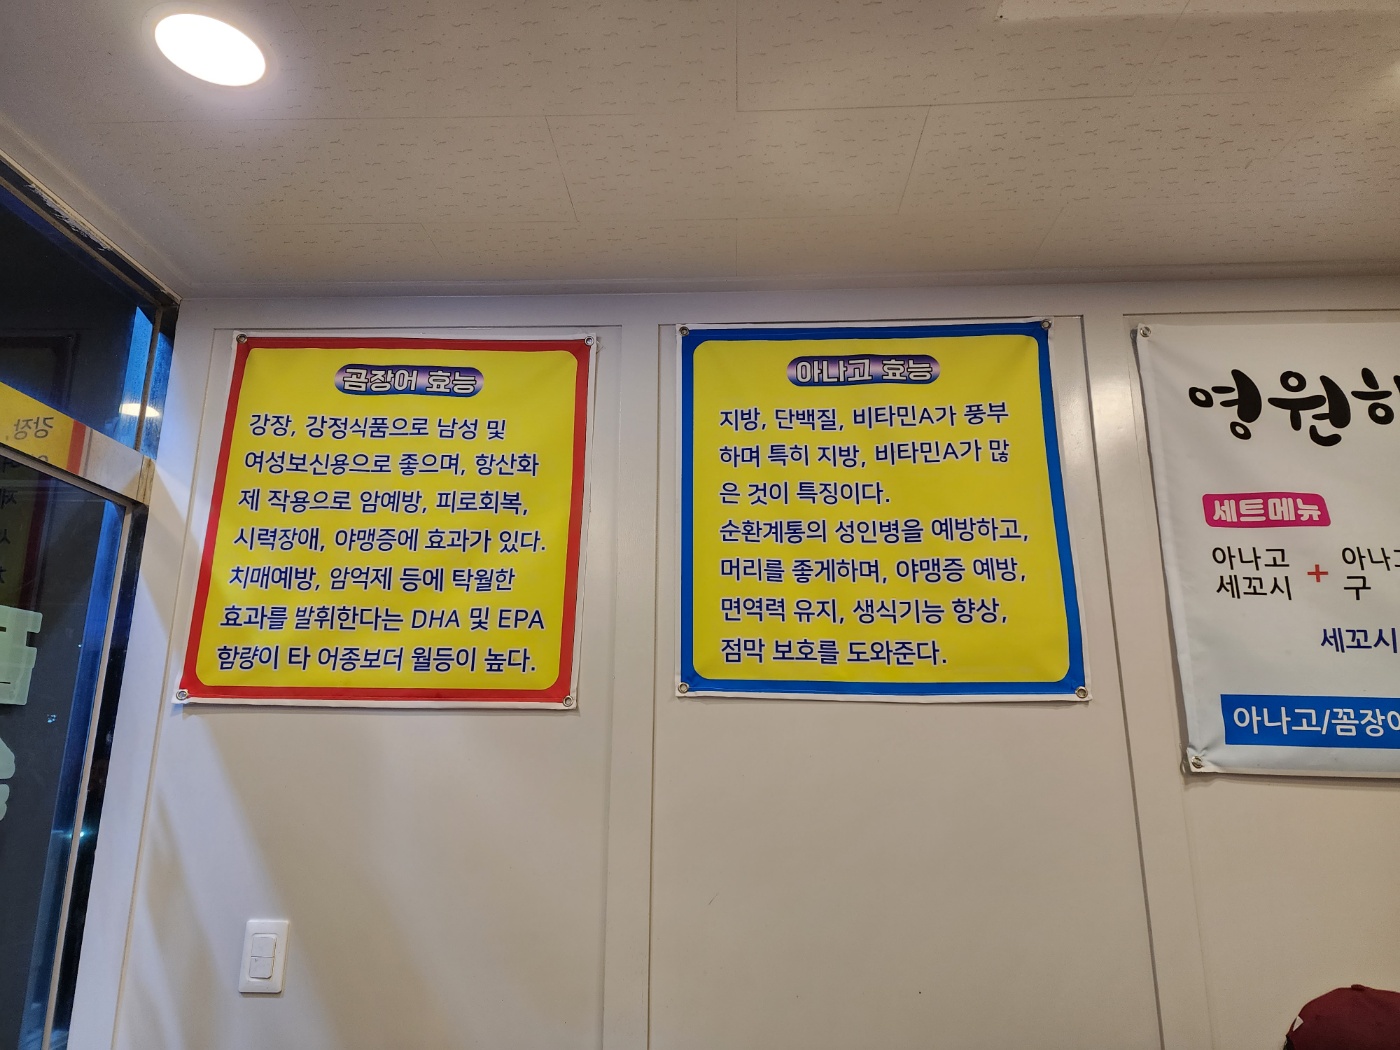 곰장어 효능
강장, 강정식품으로 남성 및
여성보신용으로 좋으며, 항산화
제 작용으로 암예방, 피로회복,
시력장애, 야맹증에 효과가 있다.
치매예방, 암억제 등에 탁월한
효과를 발휘한다는 DHA 및 EPA
함량이 타 어종보더 월등이 높다.
아나고 효능
지방, 단백질, 비타민A가 풍부
하며 특히 지방, 비타민A가 많
은 것이 특징이다.
순환계통의 성인병을 예방하고,
머리를 좋게하며, 야맹증 예방,
면역력 유지, 생식기능 향상,
점막 보호를 도와준다.
영원
세트메뉴
아나고 + 아나
세꼬시 구
세꼬시
아나고/꼼장